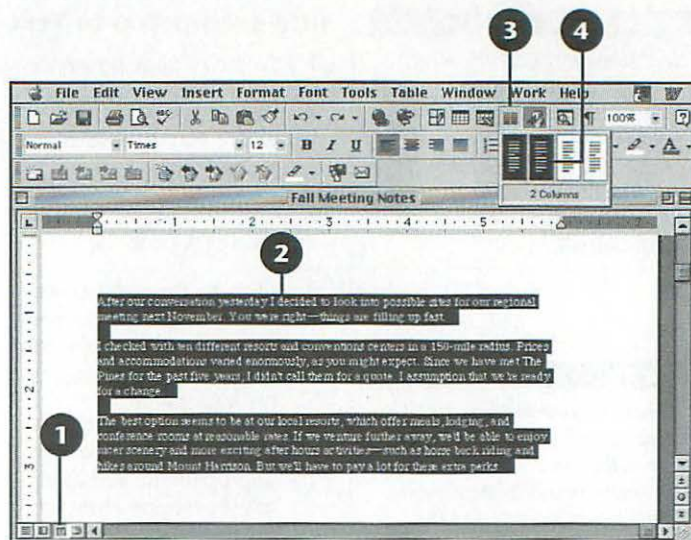 3 4
File Edit View Insert Format Font Tools Table Window Work Help
100%
Normal Times 12 B I U
2 Columns
Fall Meeting Notes
1 2 3 4 5
2
After our conversation yesterday I decided to look into possible sites for our regional
meeting next November. You were right—things are filling up fast.
I checked with ten different resorts and conventions centers in a 150-mile radius. Prices
and accommodations varied enormously, as you might expect. Since we have met The
Pines for the past five years, I didn't call them for a quote. I assumption that we're ready
for a change.
The best option seems to be at our local resorts, which offer meals, lodging, and
conference rooms at reasonable rates. If we venture further away, we'd be able to enjoy
nicer scenery and more exciting after hours activities—such as horse back riding and
hikes around Mount Harrison. But we'll have to pay a lot for these extra perks.
1